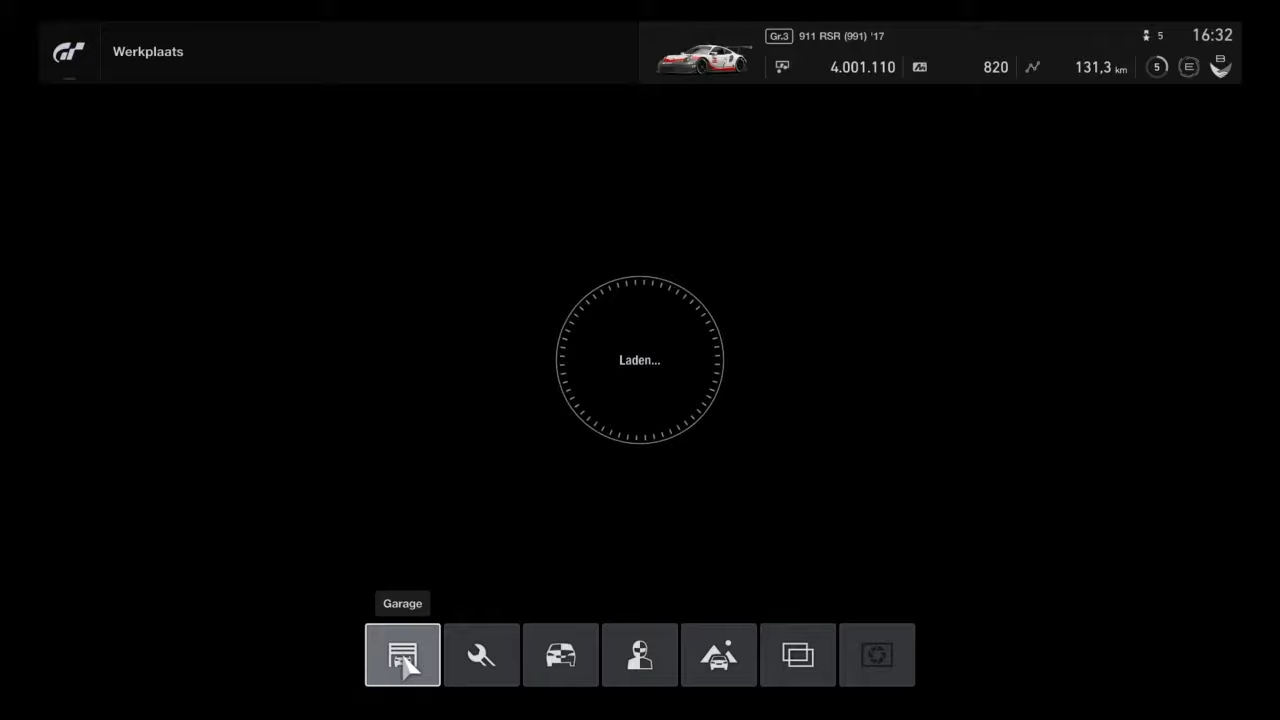 Werkplaats
Gr.3 911 RSR (991) '17
5 16:32
4.001.110 820 131,3 km 5 E B
Laden...
Garage